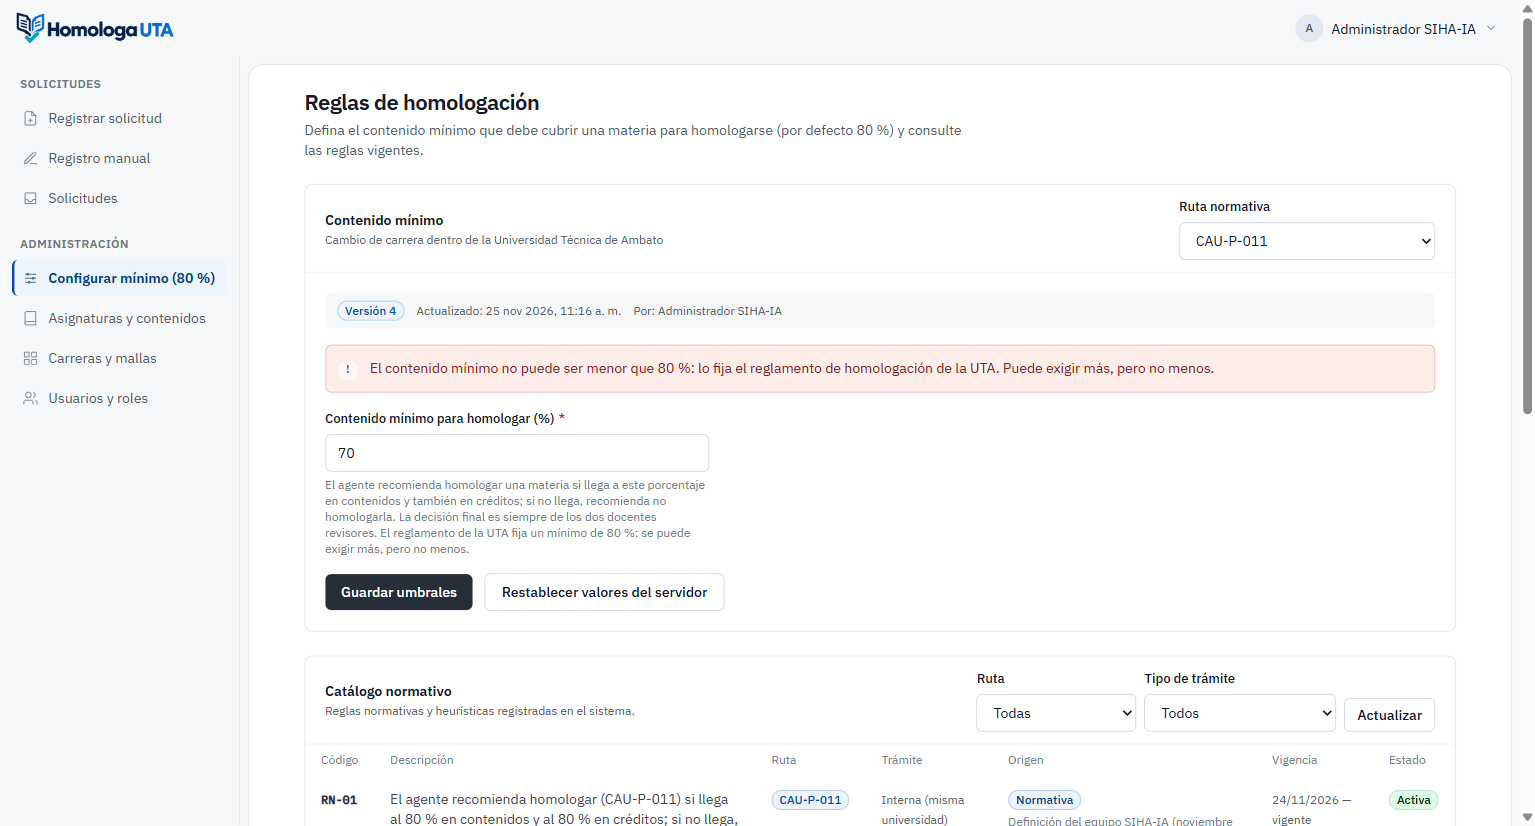 HomologaUTA
A
Administrador SIHA-IA
SOLICITUDES
Registrar solicitud
Registro manual
Solicitudes
ADMINISTRACIÓN
Configurar mínimo (80 %)
Asignaturas y contenidos
Carreras y mallas
Usuarios y roles
Reglas de homologación
Defina el contenido mínimo que debe cubrir una materia para homologarse (por defecto 80 %) y consulte
las reglas vigentes.
Contenido mínimo
Cambio de carrera dentro de la Universidad Técnica de Ambato
Ruta normativa
CAU-P-011
Versión 4 Actualizado: 25 nov 2026, 11:16 a. m. Por: Administrador SIHA-IA
! El contenido mínimo no puede ser menor que 80 %: lo fija el reglamento de homologación de la UTA. Puede exigir más, pero no menos.
Contenido mínimo para homologar (%) *
70
El agente recomienda homologar una materia si llega a este porcentaje
en contenidos y también en créditos; si no llega, recomienda no
homologarla. La decisión final es siempre de los dos docentes
revisores. El reglamento de la UTA fija un mínimo de 80 %: se puede
exigir más, pero no menos.
Guardar umbrales
Restablecer valores del servidor
Catálogo normativo
Reglas normativas y heurísticas registradas en el sistema.
Ruta
Todas
Tipo de trámite
Todos
Actualizar
Código Descripción Ruta Trámite Origen Vigencia Estado
RN-01
El agente recomienda homologar (CAU-P-011) si llega
al 80 % en contenidos y al 80 % en créditos; si no llega,
CAU-P-011
Interna (misma
universidad)
Normativa
Definición del equipo SIHA-IA (noviembre
24/11/2026 —
vigente
Activa